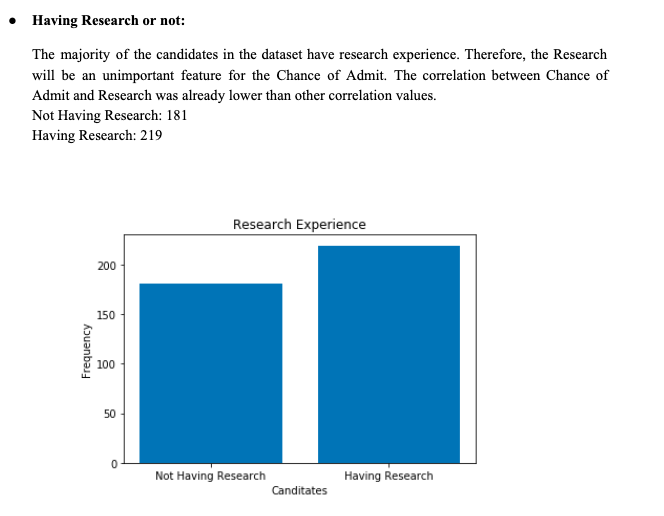 ● Having Research or not:
The majority of the candidates in the dataset have research experience. Therefore, the Research
will be an unimportant feature for the Chance of Admit. The correlation between Chance of
Admit and Research was already lower than other correlation values.
Not Having Research: 181
Having Research: 219
Research Experience
200
150
100
50
0
Frequency
Not Having Research Having Research
Canditates